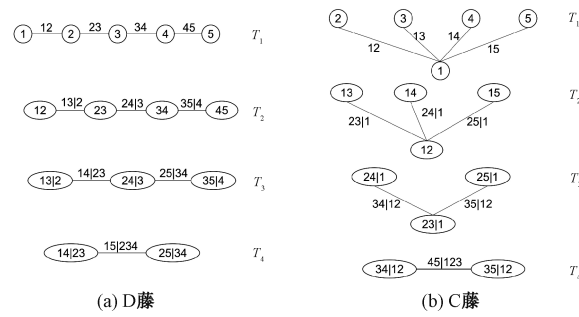 12 23 34 45
1 2 3 4 5 T₁
13|2 24|3 35|4
12 23 34 45 T₂
14|23 25|34
13|2 24|3 35|4 T₃
15|234
14|23 25|34 T₄
(a) D藤
2 3 4 5 T₁
12 13 14 15
1
13 14 15
23|1 24|1 25|1
12
24|1 25|1
34|12 35|12
23|1
45|123
34|12 35|12
(b) C藤